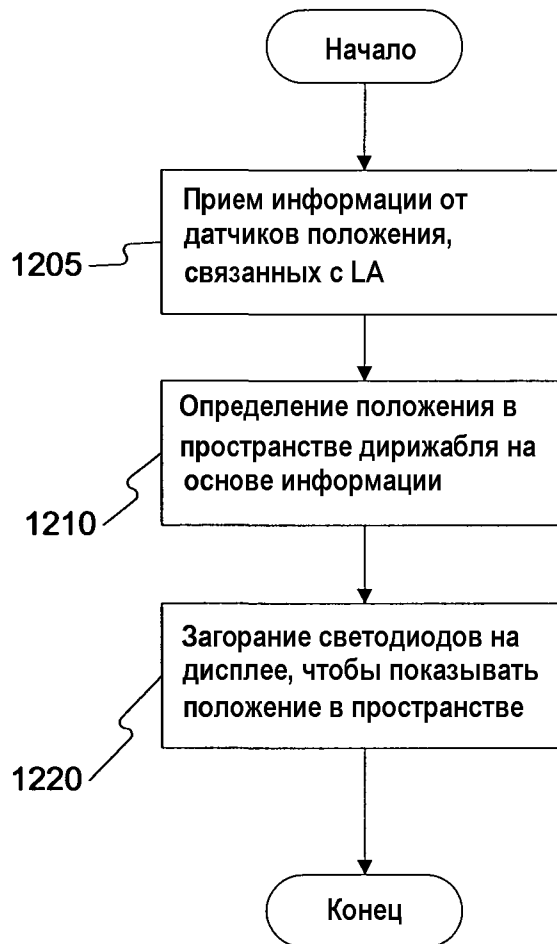 Начало
Прием информации от
датчиков положения,
связанных с LA
1205
Определение положения в
пространстве дирижабля на
основе информации
1210
Загорание светодиодов на
дисплее, чтобы показывать
положение в пространстве
1220
Конец